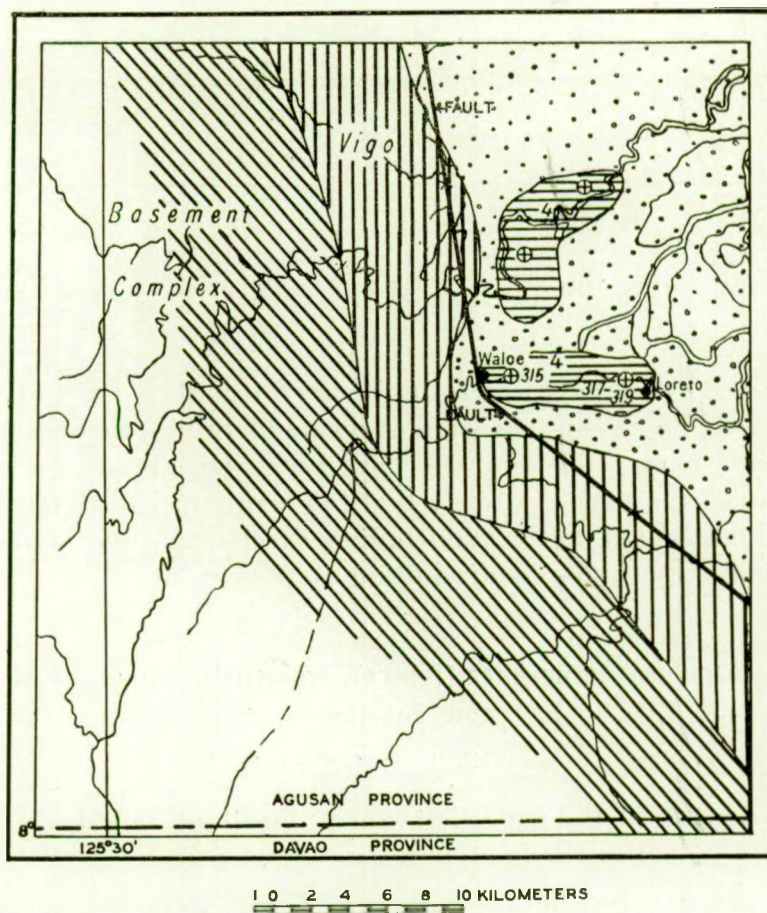 FAULT
Vigo
4
Basement
Complex
Waloe
4
315
317-319
Loreto
FAULT
AGUSAN PROVINCE
8°
125°30'
DAVAO PROVINCE
1 0 2 4 6 8 10 KILOMETERS